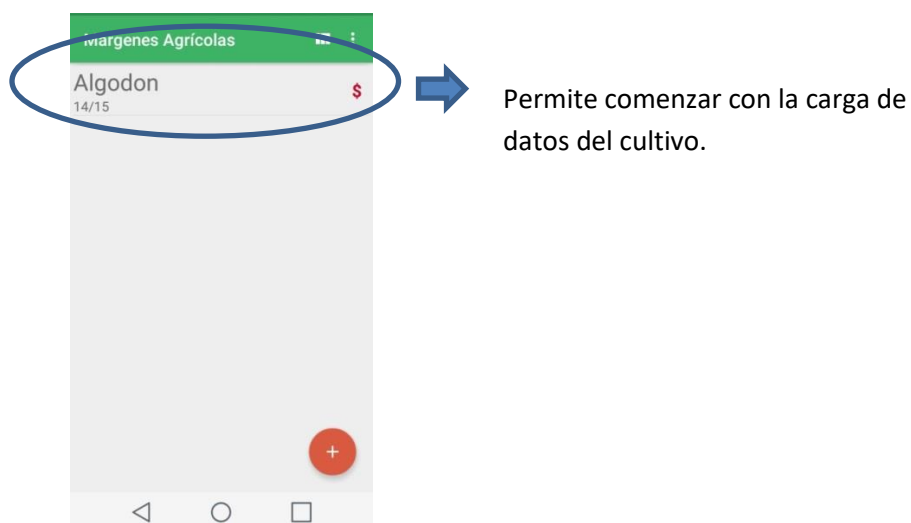 Margenes Agrícolas
Algodon
14/15
$
Permite comenzar con la carga de
datos del cultivo.
+